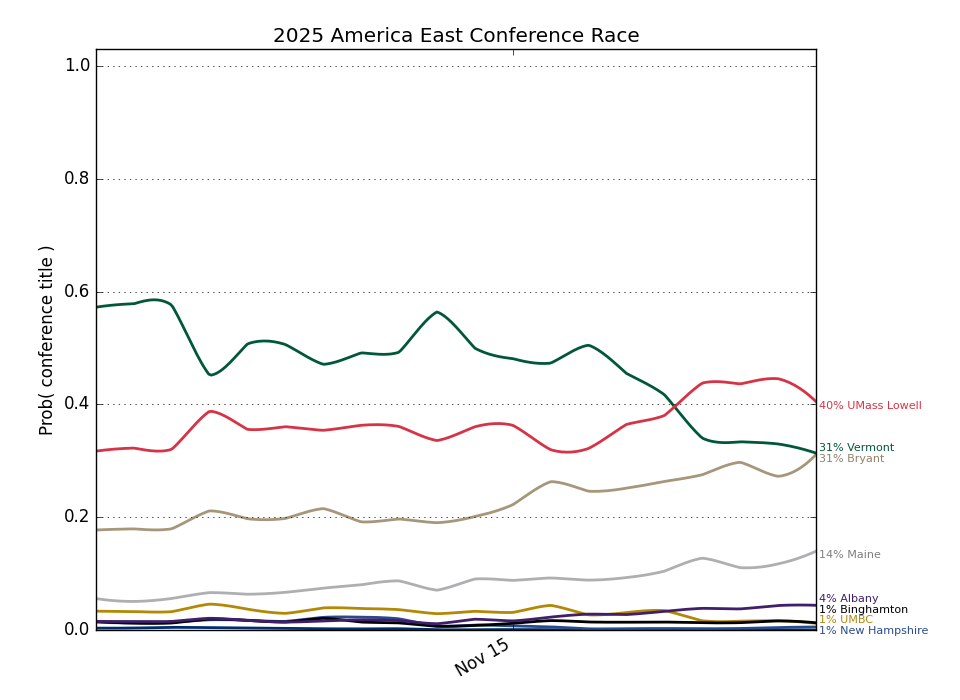 2025 America East Conference Race
Prob( conference title )
1.0
0.8
0.6
0.4
0.2
0.0
Nov 15
40% UMass Lowell
31% Vermont
31% Bryant
14% Maine
4% Albany
1% Binghamton
1% UMBC
1% New Hampshire